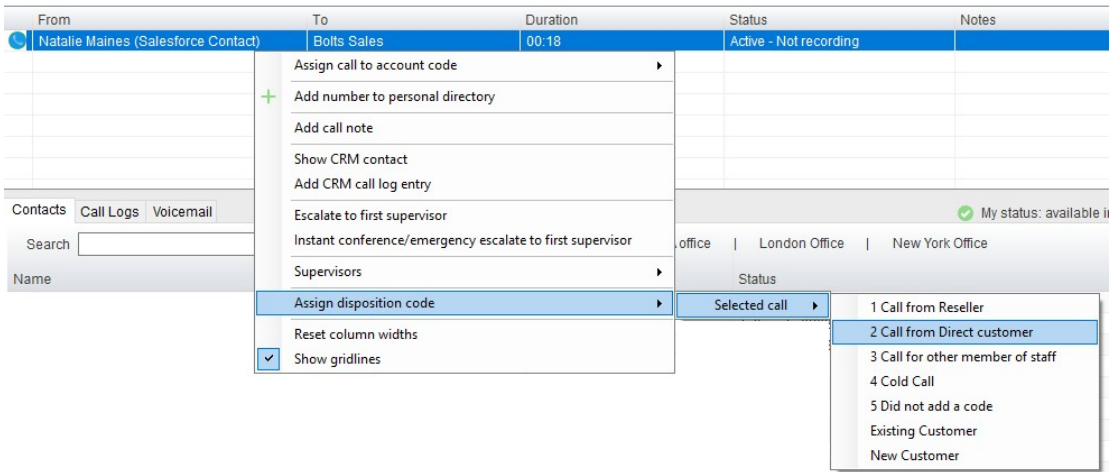 From To Duration Status Notes
Natalie Maines (Salesforce Contact) Bolts Sales 00:18 Active - Not recording
Assign call to account code
Add number to personal directory
Add call note
Show CRM contact
Add CRM call log entry
Escalate to first supervisor
Instant conference/emergency escalate to first supervisor
Supervisors
Assign disposition code
Reset column widths
Show gridlines
Contacts Call Logs Voicemail
My status: available
Search
office | London Office | New York Office
Name Status
Selected call
1 Call from Reseller
2 Call from Direct customer
3 Call for other member of staff
4 Cold Call
5 Did not add a code
Existing Customer
New Customer